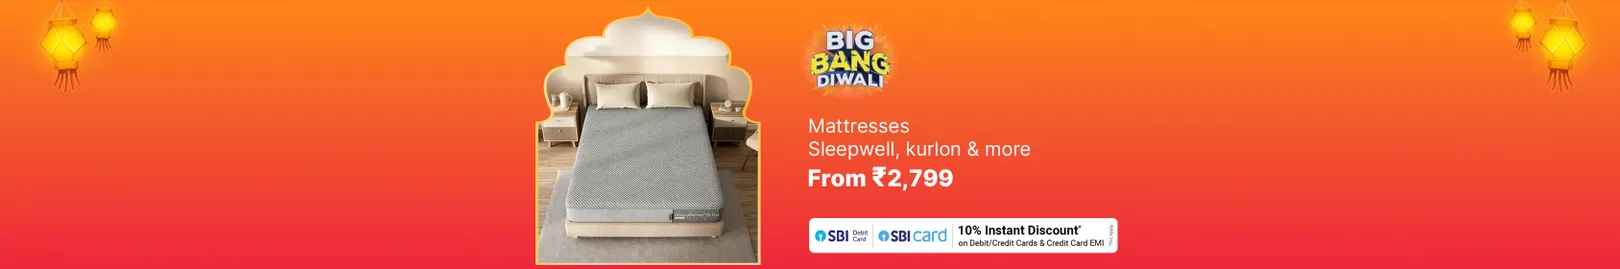 BIG
BANG
DIWALI
Mattresses
Sleepwell, kurlon & more
From ₹2,799
SBI Debit Card
SBI card
10% Instant Discount*
on Debit/Credit Cards & Credit Card EMI
*T&C Apply